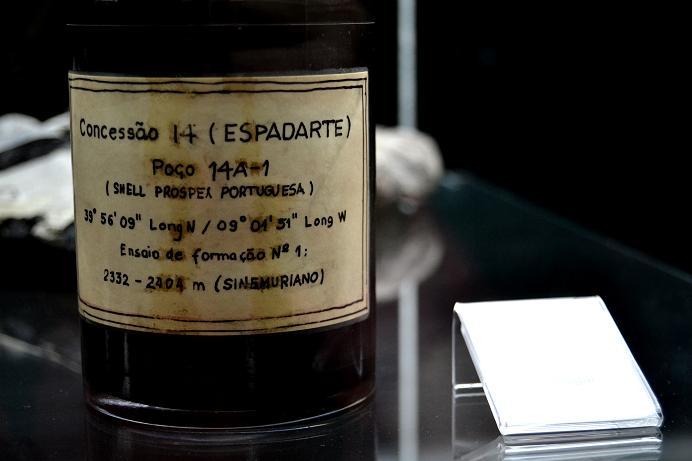 Concessão 14 (ESPADARTE)
Poço 14A-1
(SHELL PROSPEX PORTUGUESA)
39° 56' 09" Long N / 09° 01' 51" Long W
Ensaio de formação Nº 1:
2332 - 2404 m (SINEMURIANO)